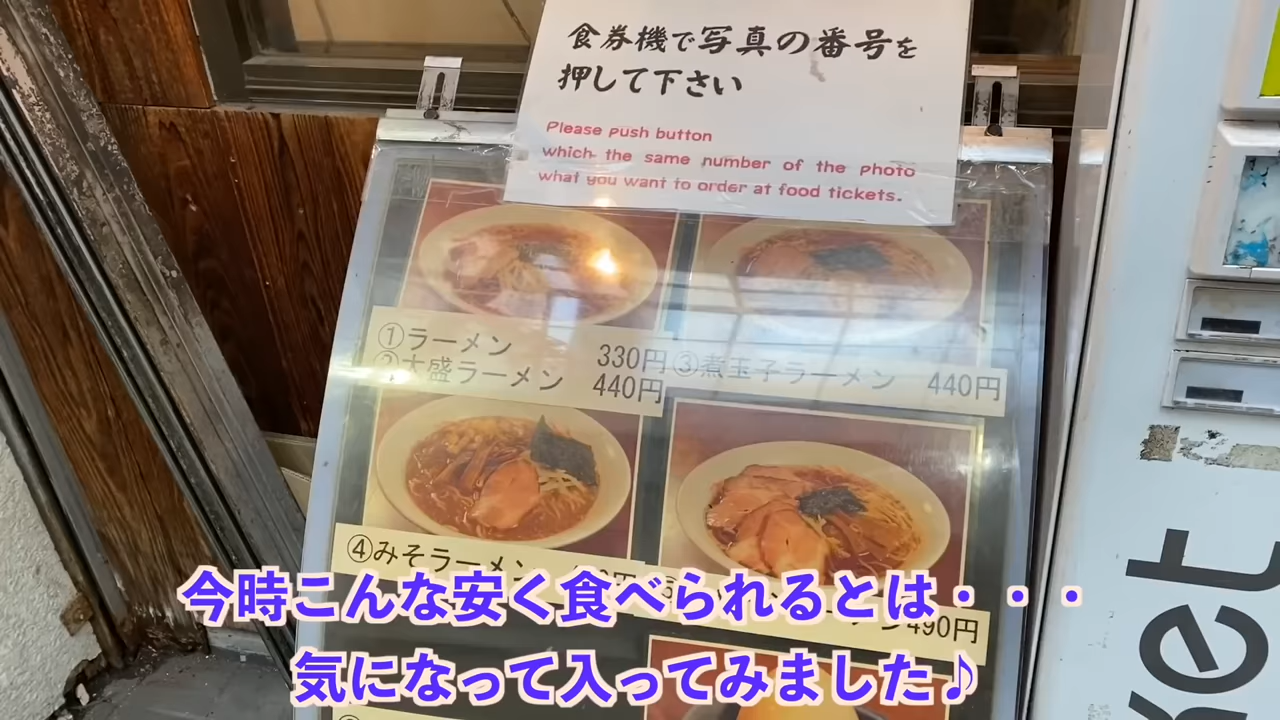 食券機で写真の番号を
押して下さい
Please push button
which the same number of the photo
what you want to order at food tickets.
①ラーメン 330円
②大盛ラーメン 440円
③煮玉子ラーメン 440円
④みそラーメン
490円
今時こんな安く食べられるとは・・・
気になって入ってみました♪
ket